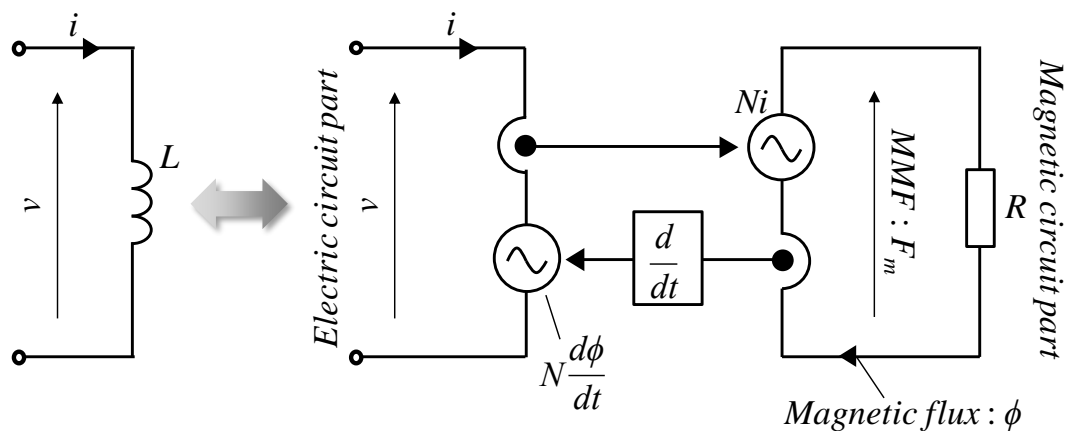 i
v
L
Electric circuit part
i
v
N dφ/dt
d/dt
Ni
MMF : F_m
R
Magnetic circuit part
Magnetic flux : φ